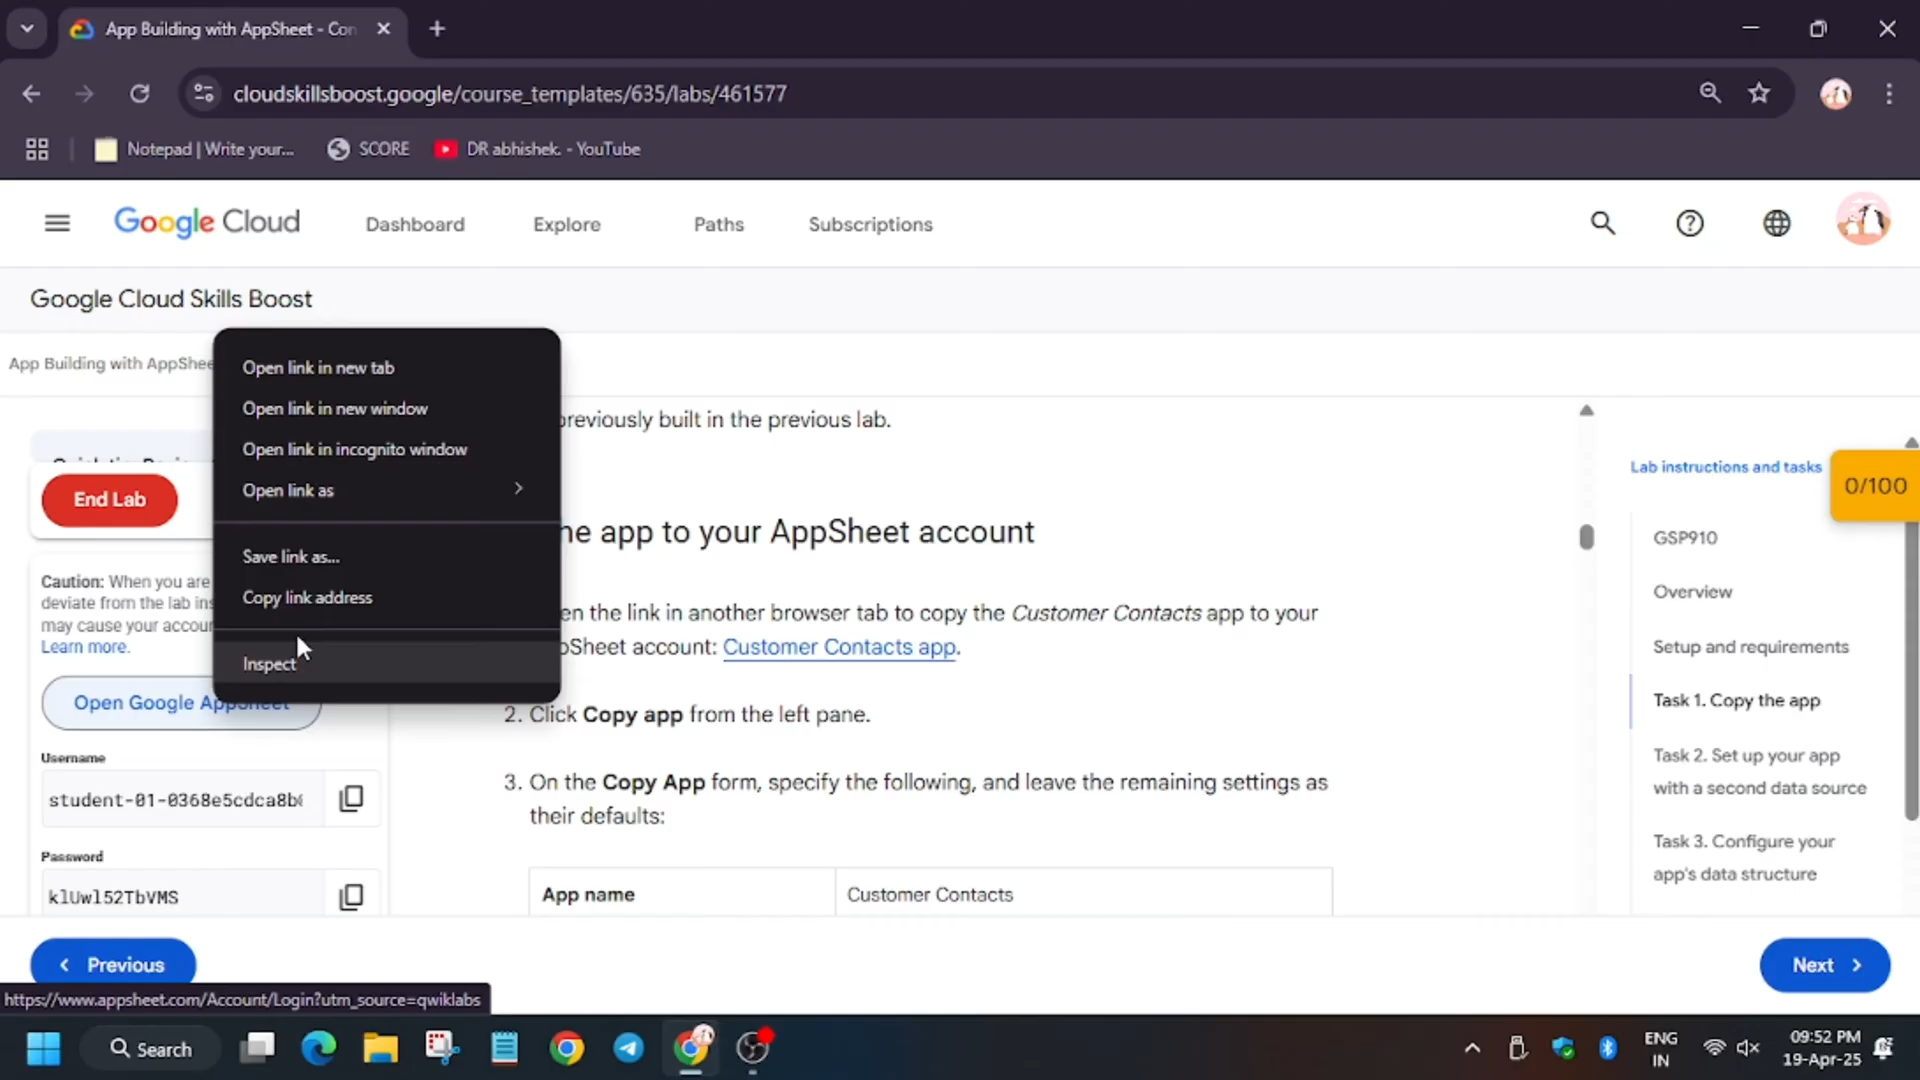 App Building with AppSheet - Con
cloudskillsboost.google/course_templates/635/labs/461577
Notepad | Write your...
SCORE
DR abhishek. - YouTube
Google Cloud
Dashboard
Explore
Paths
Subscriptions
Google Cloud Skills Boost
App Building with AppShee
Open link in new tab
Open link in new window
Open link in incognito window
Open link as
Save link as...
Copy link address
Inspect
End Lab
Caution: When you are
deviate from the lab ins
may cause your accoun
Learn more.
Open Google AppSheet
Username
student-01-0368e5cdca8b
Password
klUwl52TbVMS
previously built in the previous lab.
he app to your AppSheet account
en the link in another browser tab to copy the Customer Contacts app to your
Sheet account: Customer Contacts app.
2. Click Copy app from the left pane.
3. On the Copy App form, specify the following, and leave the remaining settings as
their defaults:
App name
Customer Contacts
Lab instructions and tasks
0/100
GSP910
Overview
Setup and requirements
Task 1. Copy the app
Task 2. Set up your app
with a second data source
Task 3. Configure your
app's data structure
Previous
Next
https://www.appsheet.com/Account/Login?utm_source=qwiklabs
Search
ENG
IN
09:52 PM
19-Apr-25